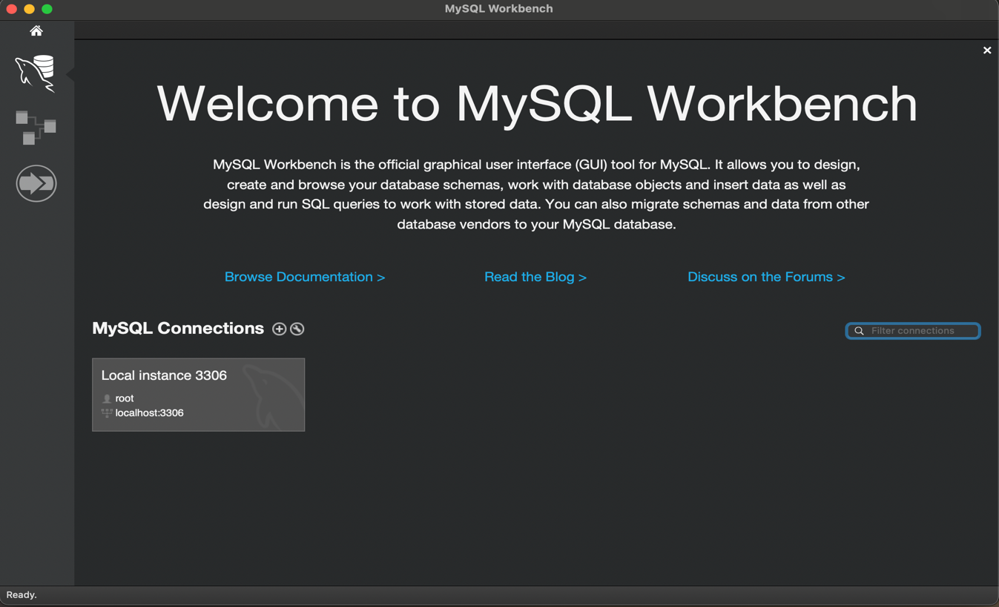 MySQL Workbench
Welcome to MySQL Workbench
MySQL Workbench is the official graphical user interface (GUI) tool for MySQL. It allows you to design,
create and browse your database schemas, work with database objects and insert data as well as
design and run SQL queries to work with stored data. You can also migrate schemas and data from other
database vendors to your MySQL database.
Browse Documentation >
Read the Blog >
Discuss on the Forums >
MySQL Connections
Filter connections
Local instance 3306
root
localhost:3306
Ready.